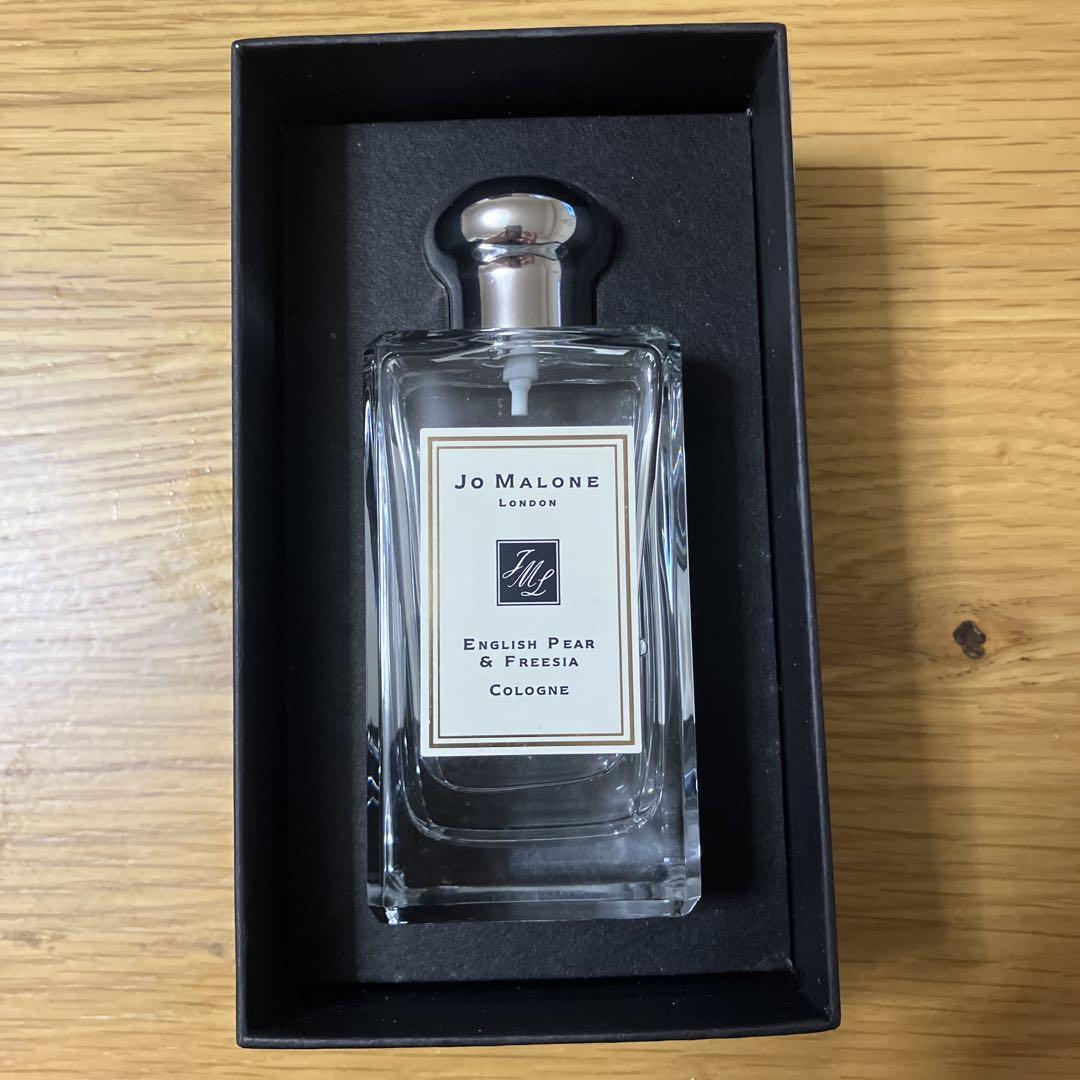 JO MALONE
LONDON
JML
ENGLISH PEAR
& FREESIA
COLOGNE